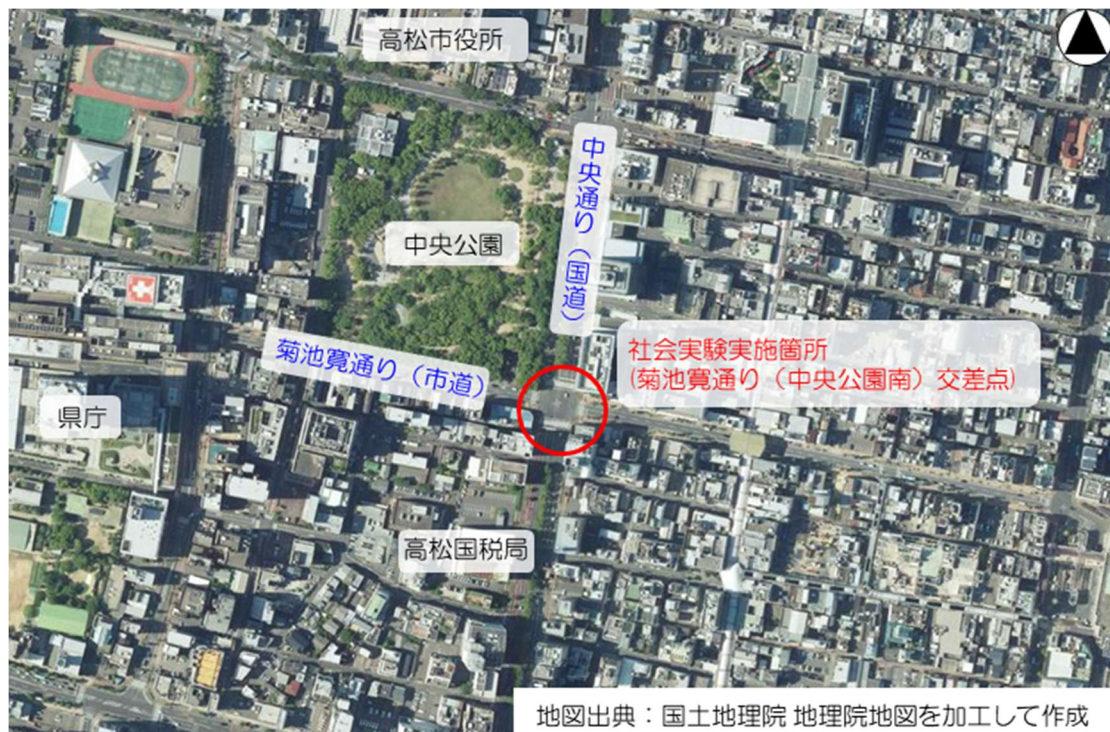 高松市役所
中央通り（国道）
中央公園
社会実験実施箇所
(菊池寛通り（中央公園南）交差点)
菊池寛通り（市道）
県庁
高松国税局
地図出典：国土地理院 地理院地図を加工して作成